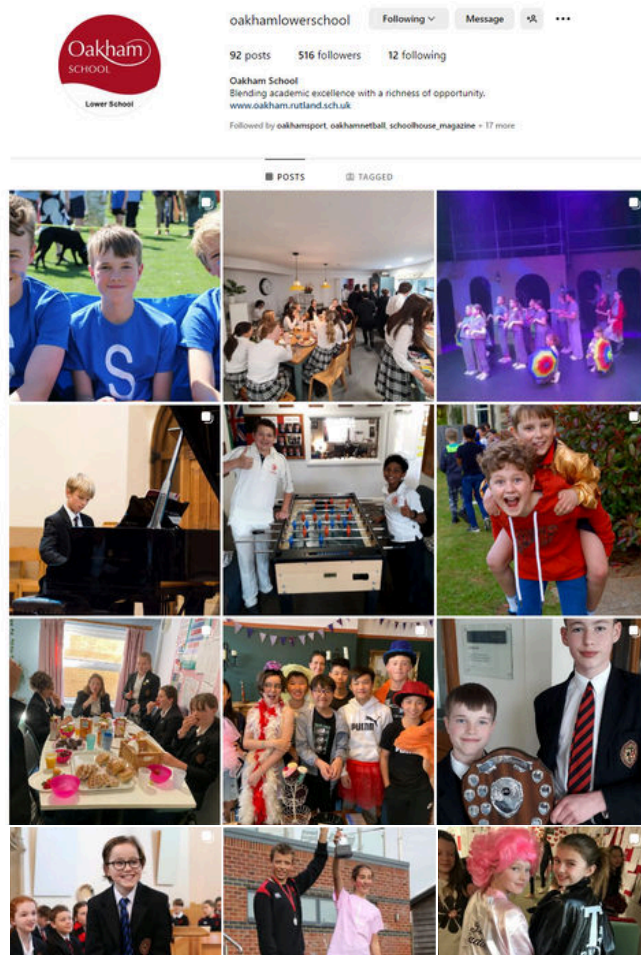 oakhamlowerschool Following Message
92 posts 516 followers 12 following
Oakham School
Blending academic excellence with a richness of opportunity.
www.oakham.rutland.sch.uk
Followed by oakhamsport, oakhamnetball, schoolhouse_magazine + 17 more
Oakham
SCHOOL
Lower School
POSTS TAGGED
S
PUMA